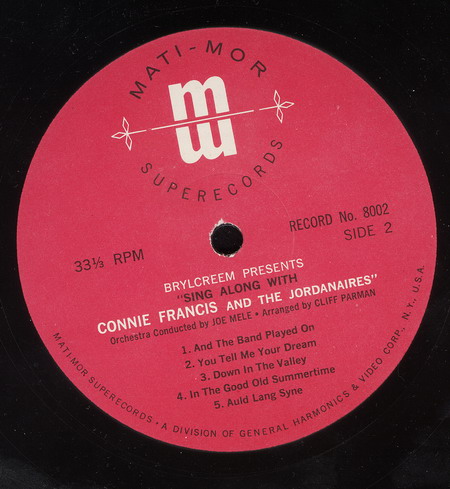 MATI-MOR
mm
SUPERECORDS
33⅓ RPM
RECORD No. 8002
SIDE 2
BRYLCREEM PRESENTS
"SING ALONG WITH
CONNIE FRANCIS AND THE JORDANAIRES"
Orchestra Conducted by JOE MELE • Arranged by CLIFF PARMAN
1. And The Band Played On
2. You Tell Me Your Dream
3. Down In The Valley
4. In The Good Old Summertime
5. Auld Lang Syne
MATI-MOR SUPERECORDS • A DIVISION OF GENERAL HARMONICS & VIDEO CORP., N.Y., U.S.A.